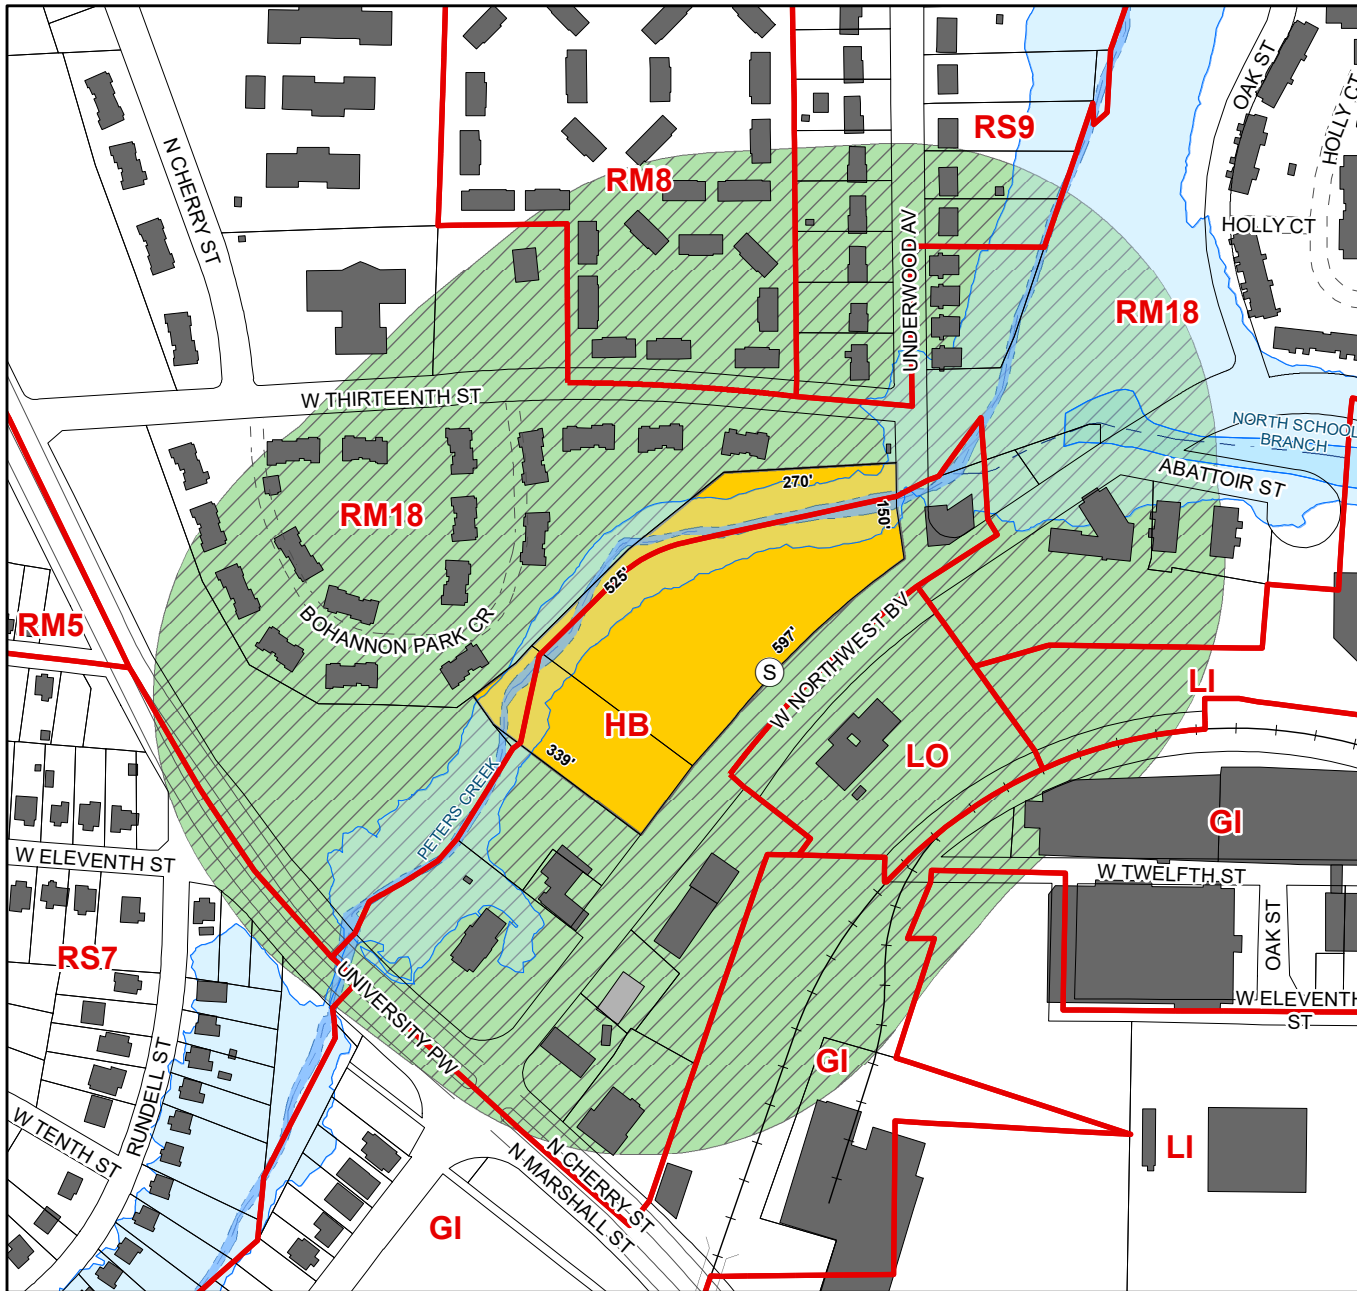 OAK ST
HOLLY CT
RS9
N CHERRY ST
RM8
HOLLY CT
UNDERWOOD AV
RM18
W THIRTEENTH ST
NORTH SCHOOL
BRANCH
ABATTOIR ST
270'
150'
RM18
525'
RM5
BOHANNON PARK CR
597'
W NORTHWEST BV
S
LI
HB
339'
LO
PETERS CREEK
GI
W ELEVENTH ST
W TWELFTH ST
OAK ST
RS7
UNIVERSITY PW
W ELEVENTH
ST
RUNDELL ST
GI
W TENTH ST
N CHERRY ST
N MARSHALL ST
LI
GI